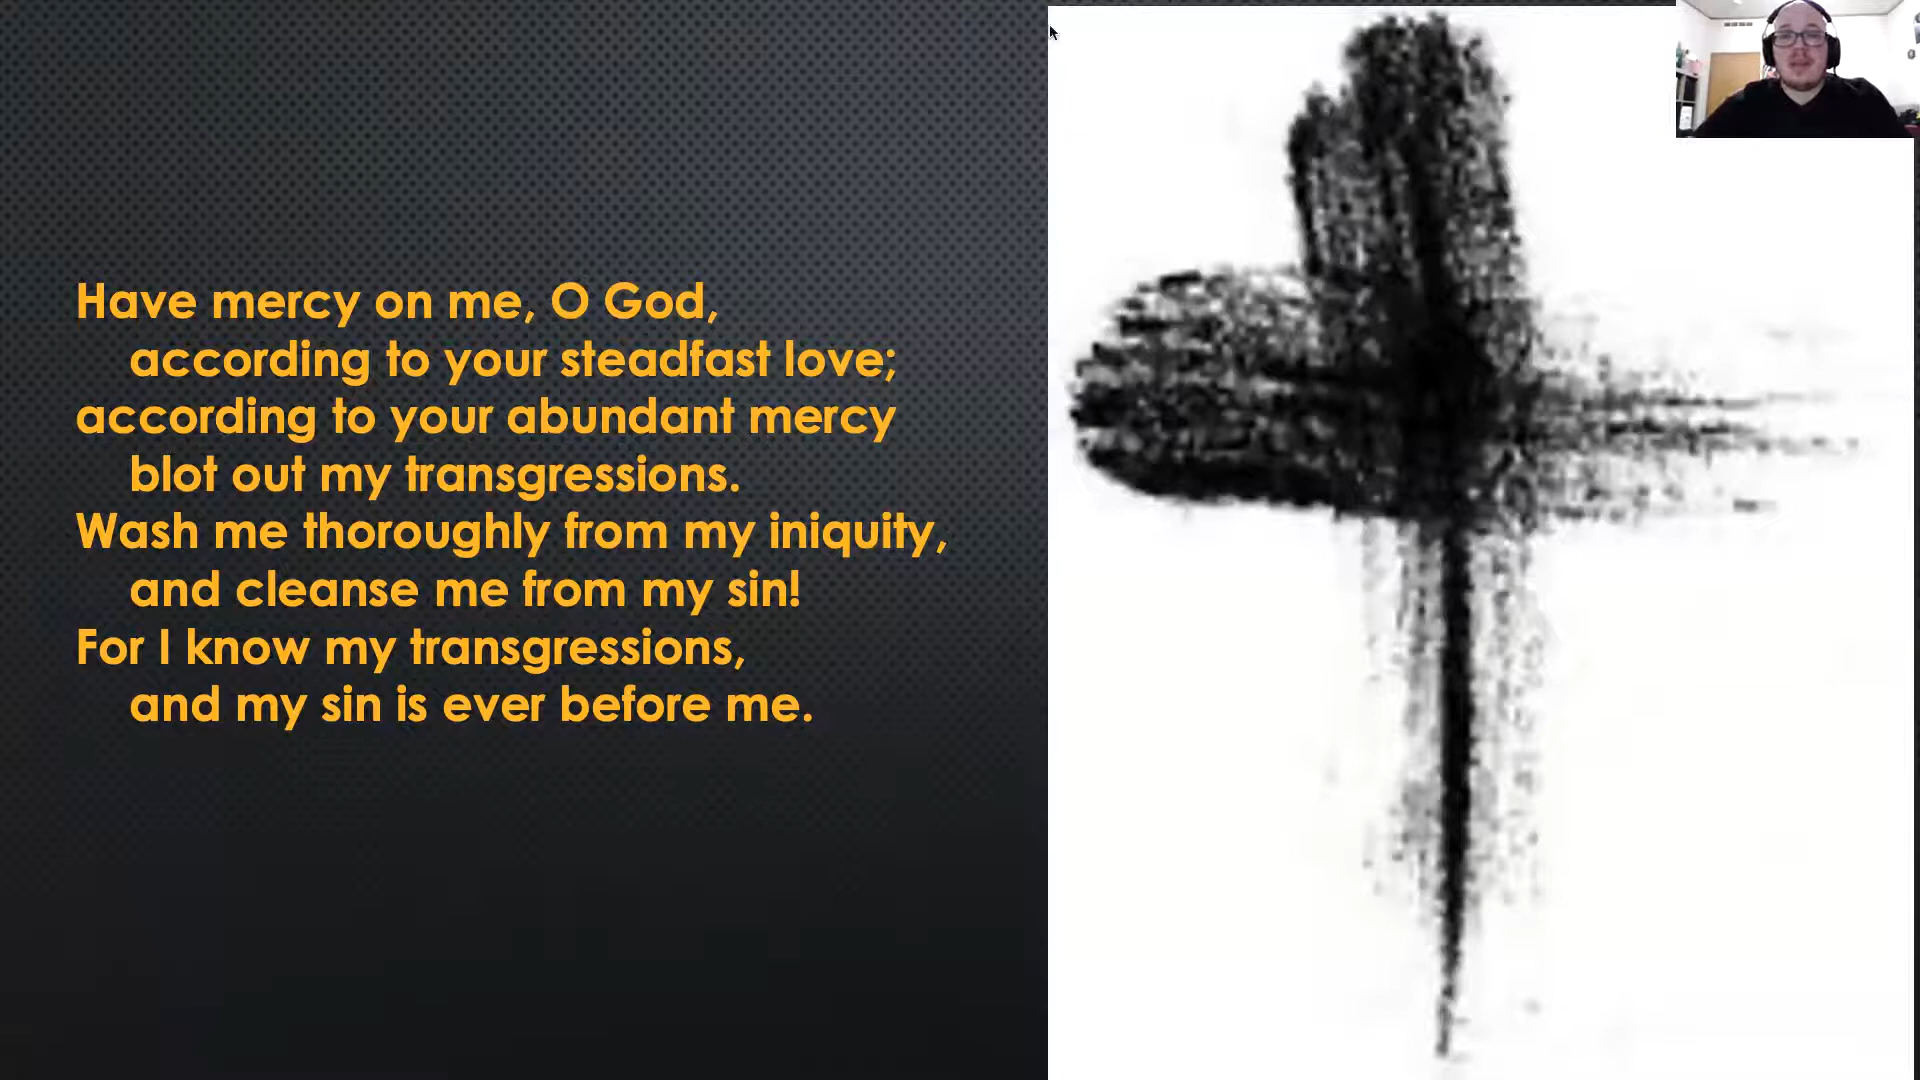 Have mercy on me, O God,
according to your steadfast love;
according to your abundant mercy
blot out my transgressions.
Wash me thoroughly from my iniquity,
and cleanse me from my sin!
For I know my transgressions,
and my sin is ever before me.